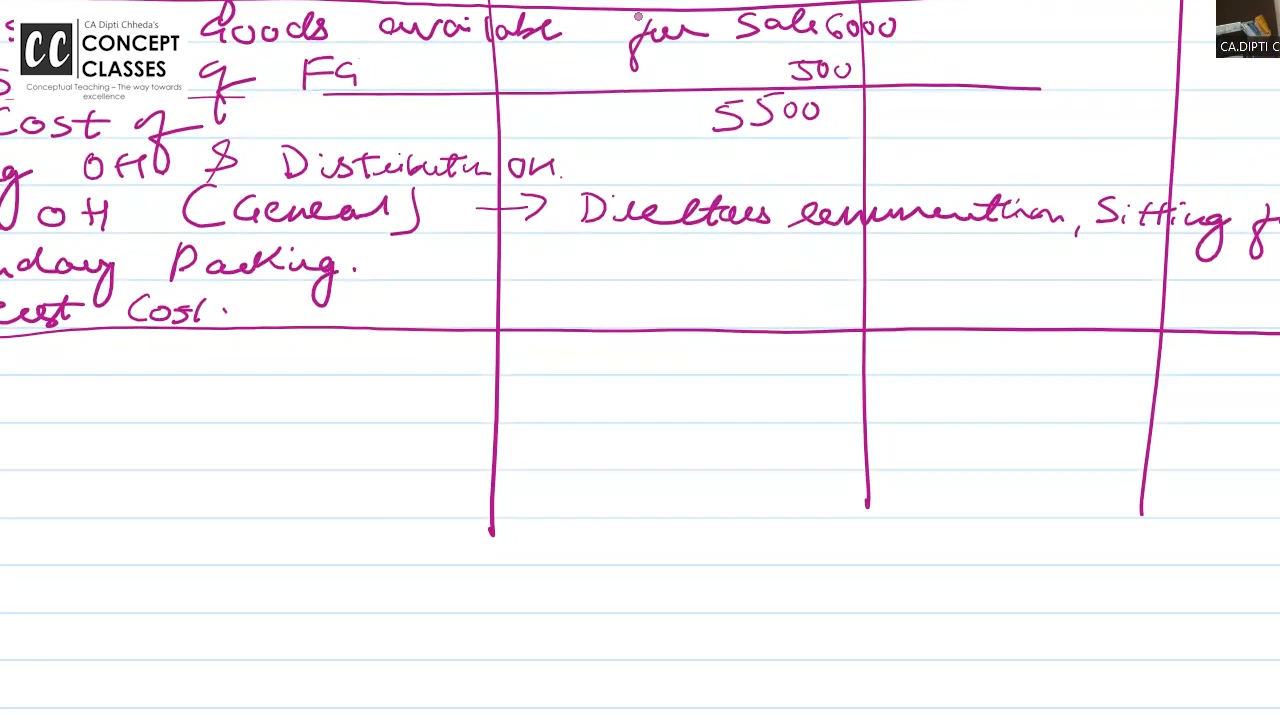 CA Dipti Chheda's
CONCEPT
CLASSES
CC
Conceptual Teaching – The way towards
excellence
CA.DIPTI C
Goods available for Sale 6000
of FG 500
Cost of 5500
OH & Distribution OH.
OH (General) → Directors remuneration, Sitting
Packing.
Cost.